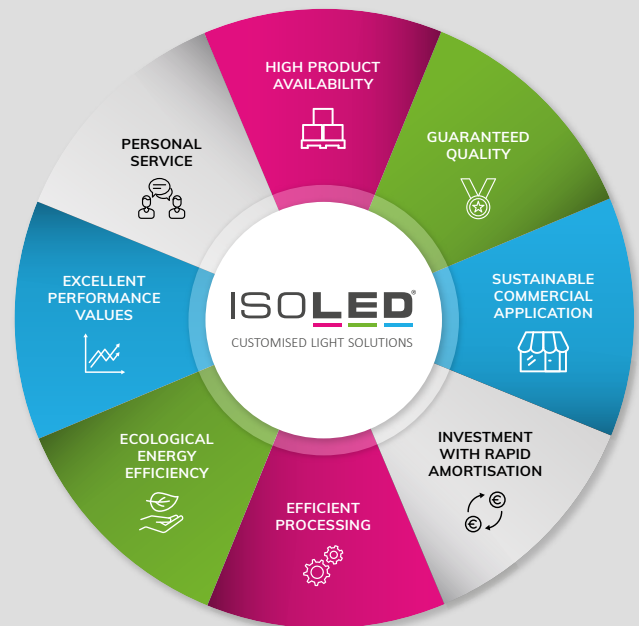 HIGH PRODUCT
AVAILABILITY
GUARANTEED
QUALITY
SUSTAINABLE
COMMERCIAL
APPLICATION
INVESTMENT
WITH RAPID
AMORTISATION
EFFICIENT
PROCESSING
ECOLOGICAL
ENERGY
EFFICIENCY
EXCELLENT
PERFORMANCE
VALUES
PERSONAL
SERVICE
ISOLED®
CUSTOMISED LIGHT SOLUTIONS